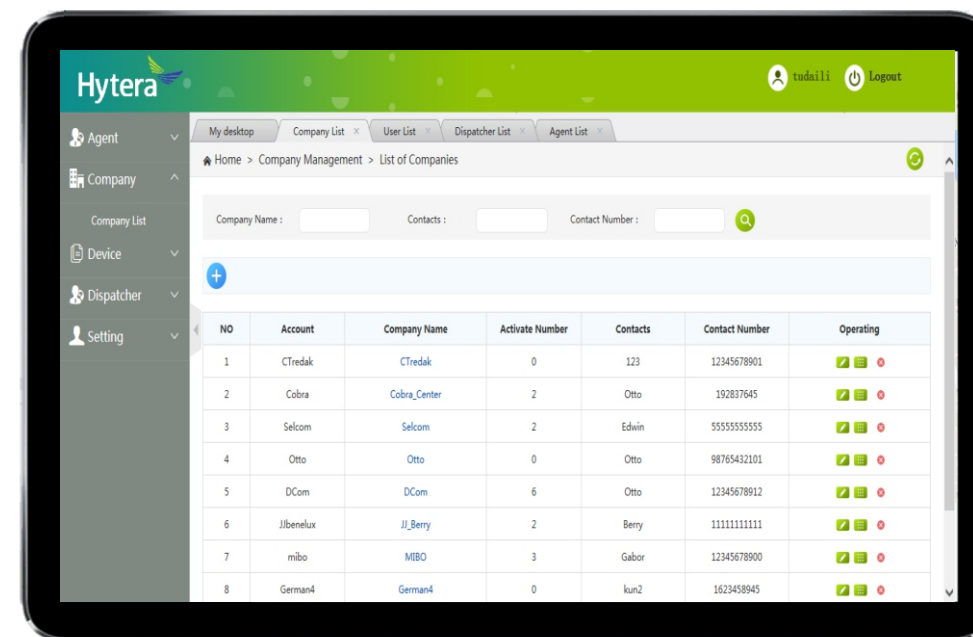 Hytera
tudaili Logout
Agent
Company
Company List
Device
Dispatcher
Setting
My desktop Company List × User List × Dispatcher List × Agent List ×
Home > Company Management > List of Companies
Company Name : Contacts : Contact Number :
NO Account Company Name Activate Number Contacts Contact Number Operating
1 CTredak CTredak 0 123 12345678901
2 Cobra Cobra_Center 2 Otto 192837645
3 Selcom Selcom 2 Edwin 55555555555
4 Otto Otto 0 Otto 98765432101
5 DCom DCom 6 Otto 12345678912
6 JJbenelux JJ_Berry 2 Berry 11111111111
7 mibo MIBO 3 Gabor 12345678900
8 German4 German4 0 kun2 1623458945